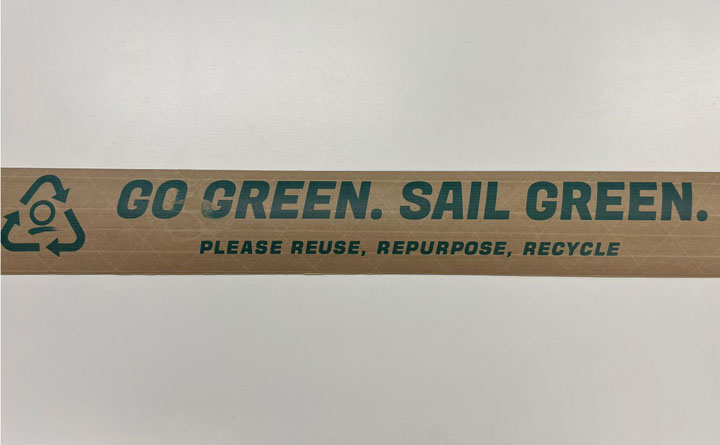 GO GREEN. SAIL GREEN.
PLEASE REUSE, REPURPOSE, RECYCLE